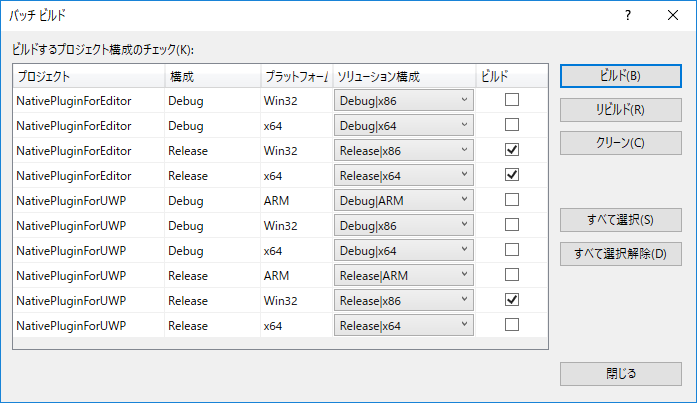 バッチ ビルド
ビルドするプロジェクト構成のチェック(K):
プロジェクト 構成 プラットフォーム ソリューション構成 ビルド
NativePluginForEditor Debug Win32 Debug|x86
NativePluginForEditor Debug x64 Debug|x64
NativePluginForEditor Release Win32 Release|x86
NativePluginForEditor Release x64 Release|x64
NativePluginForUWP Debug ARM Debug|ARM
NativePluginForUWP Debug Win32 Debug|x86
NativePluginForUWP Debug x64 Debug|x64
NativePluginForUWP Release ARM Release|ARM
NativePluginForUWP Release Win32 Release|x86
NativePluginForUWP Release x64 Release|x64
ビルド(B)
リビルド(R)
クリーン(C)
すべて選択(S)
すべて選択解除(D)
閉じる